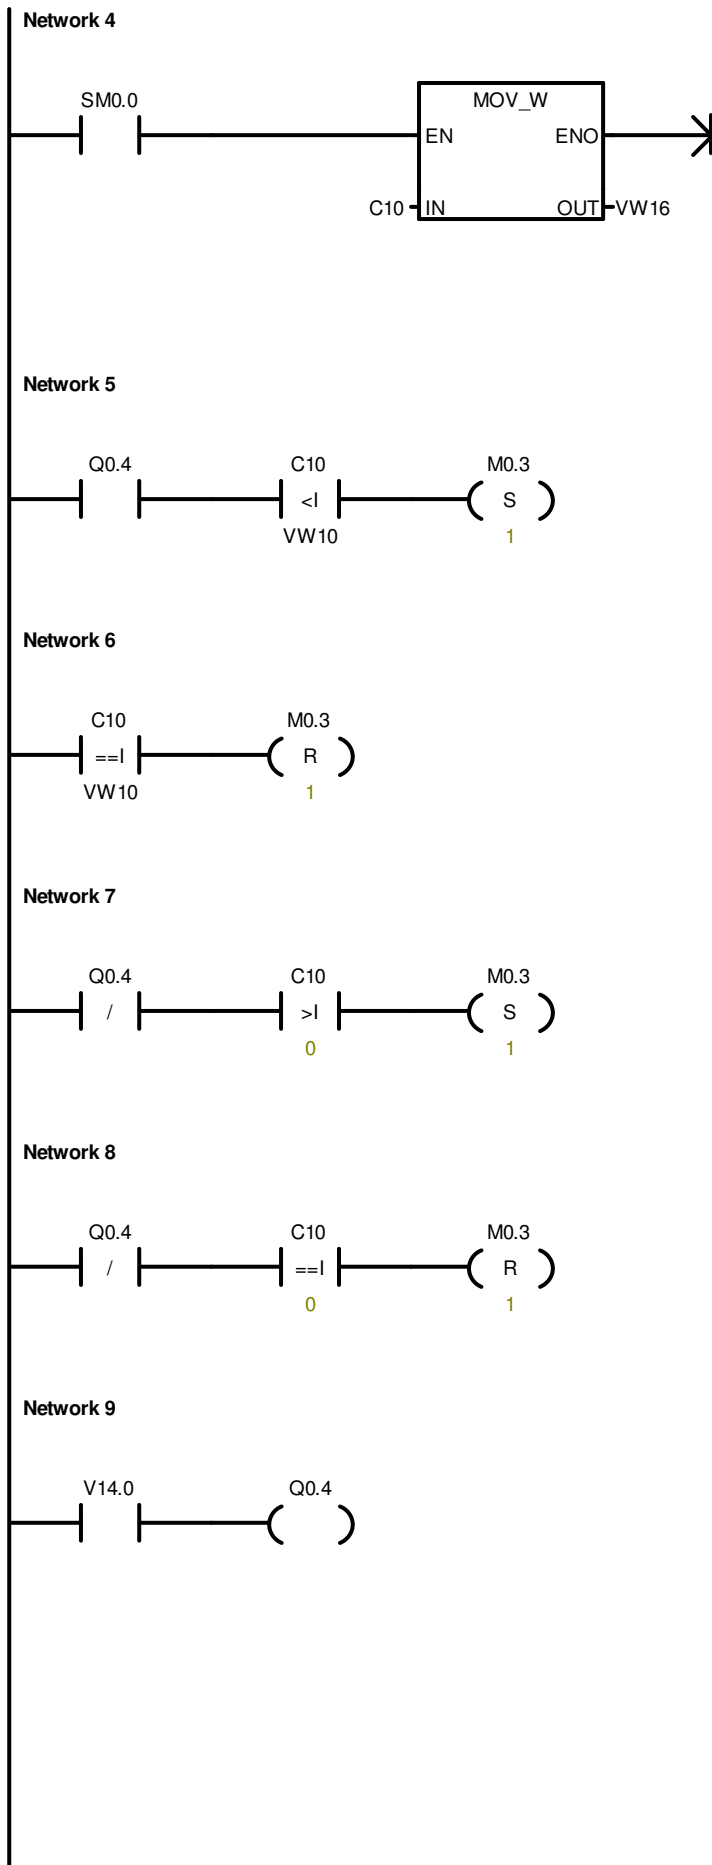 Network 4
SM0.0
MOV_W
EN ENO
C10 IN OUT VW16
Network 5
Q0.4 C10 M0.3
<I S
VW10 1
Network 6
C10 M0.3
==I R
VW10 1
Network 7
Q0.4 C10 M0.3
/ >I S
0 1
Network 8
Q0.4 C10 M0.3
/ ==I R
0 1
Network 9
V14.0 Q0.4